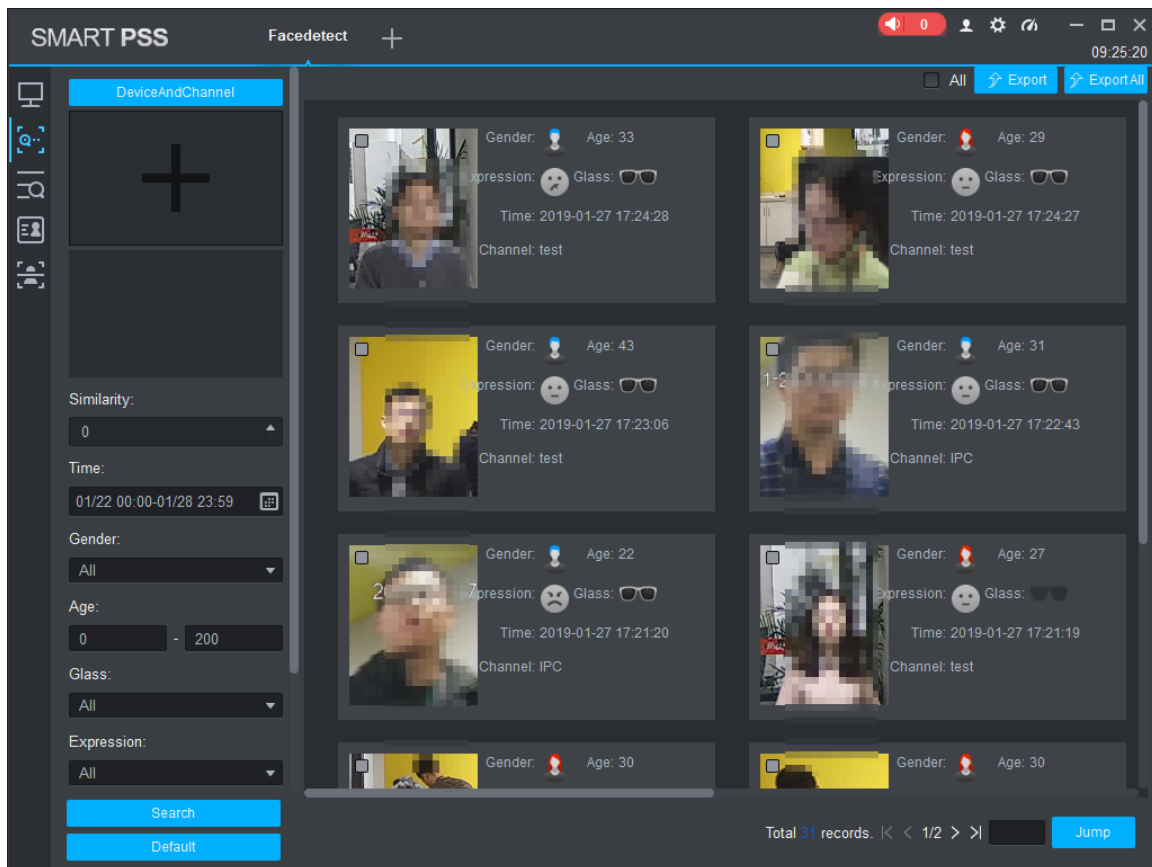 SMART PSS
Facedetect
0
09:25:20
All
Export
Export All
DeviceAndChannel
Similarity:
0
Time:
01/22 00:00-01/28 23:59
Gender:
All
Age:
0 - 200
Glass:
All
Expression:
All
Search
Default
Gender: Age: 33
xpression: Glass:
Time: 2019-01-27 17:24:28
Channel: test
Gender: Age: 29
Expression: Glass:
Time: 2019-01-27 17:24:27
Channel: test
Gender: Age: 43
xpression: Glass:
Time: 2019-01-27 17:23:06
Channel: test
Gender: Age: 31
pression: Glass:
Time: 2019-01-27 17:22:43
Channel: IPC
Gender: Age: 22
pression: Glass:
Time: 2019-01-27 17:21:20
Channel: IPC
Gender: Age: 27
xpression: Glass:
Time: 2019-01-27 17:21:19
Channel: test
Gender: Age: 30
Gender: Age: 30
Total 31 records. 1/2 Jump